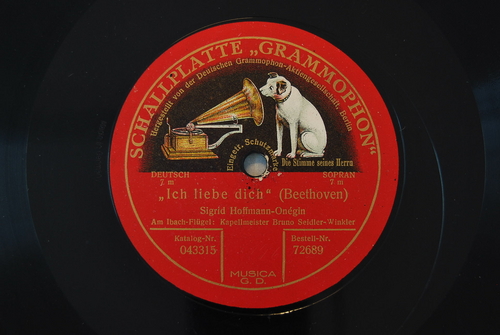 SCHALLPLATTE „GRAMMOPHON“
Hergestellt von der Deutschen Grammophon-Aktiengesellschaft, Berlin
Eingetr. Schutzmarke
Die Stimme seines Herrn
DEUTSCH SOPRAN
7 m 7 m
„Ich liebe dich“ (Beethoven)
Sigrid Hoffmann-Onégin
Am Ibach-Flügel: Kapellmeister Bruno Seidler-Winkler
Katalog-Nr. Bestell-Nr.
043315 72689
MUSICA
G. D.